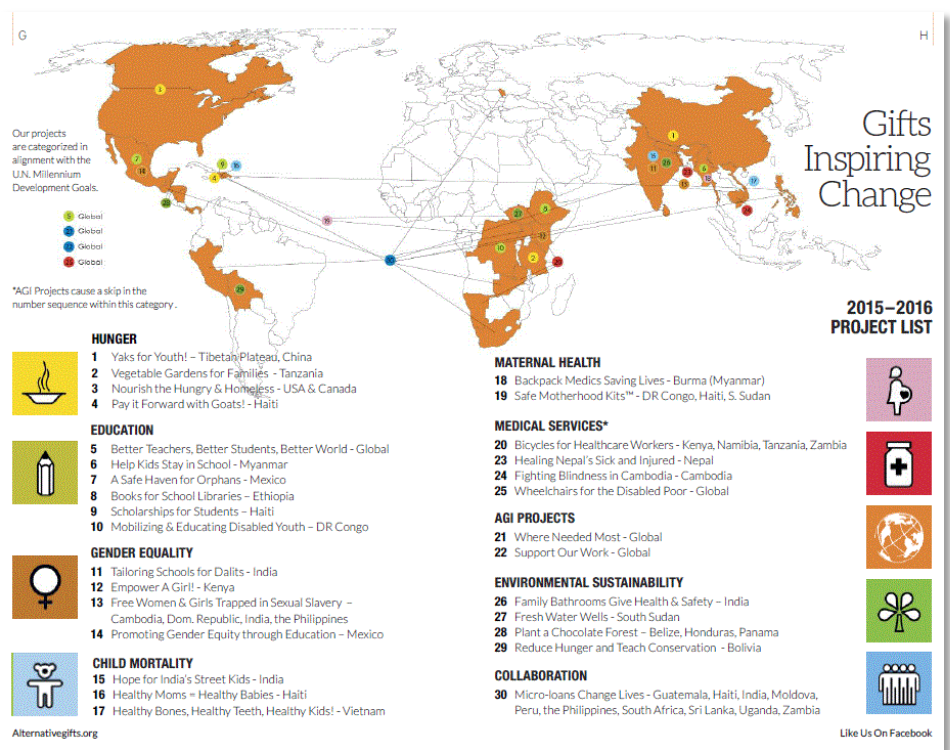 G
H
Gifts
Inspiring
Change
Our projects
are categorized in
alignment with the
U.N. Millennium
Development Goals.
5 Global
Global
Global
Global
*AGI Projects cause a skip in the
number sequence within this category.
2015–2016
PROJECT LIST
HUNGER
1 Yaks for Youth! – Tibetan Plateau, China
2 Vegetable Gardens for Families - Tanzania
3 Nourish the Hungry & Homeless - USA & Canada
4 Pay it Forward with Goats! - Haiti
EDUCATION
5 Better Teachers, Better Students, Better World - Global
6 Help Kids Stay in School - Myanmar
7 A Safe Haven for Orphans - Mexico
8 Books for School Libraries – Ethiopia
9 Scholarships for Students – Haiti
10 Mobilizing & Educating Disabled Youth – DR Congo
GENDER EQUALITY
11 Tailoring Schools for Dalits - India
12 Empower A Girl! - Kenya
13 Free Women & Girls Trapped in Sexual Slavery –
Cambodia, Dom. Republic, India, the Philippines
14 Promoting Gender Equity through Education – Mexico
CHILD MORTALITY
15 Hope for India's Street Kids - India
16 Healthy Moms = Healthy Babies - Haiti
17 Healthy Bones, Healthy Teeth, Healthy Kids! - Vietnam
MATERNAL HEALTH
18 Backpack Medics Saving Lives - Burma (Myanmar)
19 Safe Motherhood Kits™ - DR Congo, Haiti, S. Sudan
MEDICAL SERVICES*
20 Bicycles for Healthcare Workers - Kenya, Namibia, Tanzania, Zambia
23 Healing Nepal's Sick and Injured - Nepal
24 Fighting Blindness in Cambodia - Cambodia
25 Wheelchairs for the Disabled Poor - Global
AGI PROJECTS
21 Where Needed Most - Global
22 Support Our Work - Global
ENVIRONMENTAL SUSTAINABILITY
26 Family Bathrooms Give Health & Safety – India
27 Fresh Water Wells - South Sudan
28 Plant a Chocolate Forest – Belize, Honduras, Panama
29 Reduce Hunger and Teach Conservation - Bolivia
COLLABORATION
30 Micro-loans Change Lives - Guatemala, Haiti, India, Moldova,
Peru, the Philippines, South Africa, Sri Lanka, Uganda, Zambia
Alternativegifts.org
Like Us On Facebook